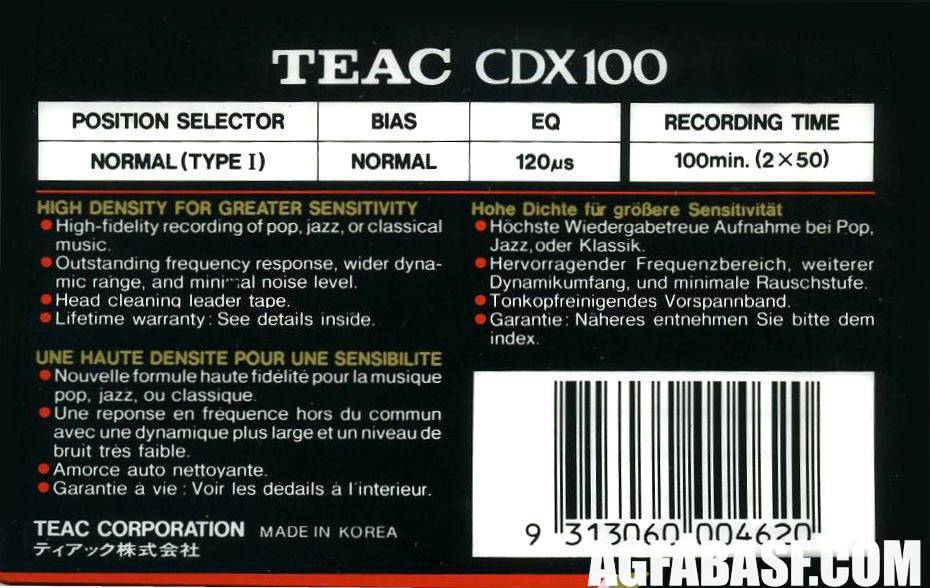 TEAC CDX100
POSITION SELECTOR BIAS EQ RECORDING TIME
NORMAL (TYPE I) NORMAL 120μs 100min. (2×50)
HIGH DENSITY FOR GREATER SENSITIVITY
● High-fidelity recording of pop, jazz, or classical
music.
● Outstanding frequency response, wider dyna-
mic range, and minimal noise level.
● Head cleaning leader tape.
● Lifetime warranty: See details inside.
UNE HAUTE DENSITE POUR UNE SENSIBILITE
● Nouvelle formule haute fidélité pour la musique
pop, jazz, ou classique.
● Une reponse en fréquence hors du commun
avec une dynamique plus large et un niveau de
bruit très faible.
● Amorce auto nettoyante.
● Garantie à vie : Voir les dédails à l'interieur.
TEAC CORPORATION MADE IN KOREA
ティアック株式会社
Hohe Dichte für größere Sensitivität
● Höchste Wiedergabetreue Aufnahme bei Pop,
Jazz, oder Klassik.
● Hervorragender Frequenzbereich, weiterer
Dynamikumfang, und minimale Rauschstufe.
● Tonkopfreinigendes Vorspannband.
● Garantie: Näheres entnehmen Sie bitte dem
index.
9 313060 004620
AGFABASF.COM